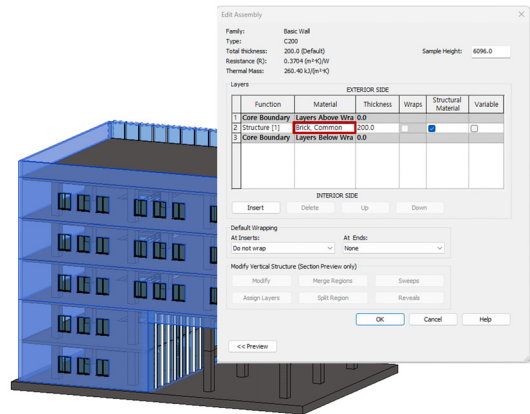 Edit Assembly
Family: Basic Wall
Type: C200
Total thickness: 200.0 (Default) Sample Height: 6096.0
Resistance (R): 0.3704 (m²·K)/W
Thermal Mass: 260.40 kJ/(m²·K)
Layers
EXTERIOR SIDE
Function Material Thickness Wraps Structural Material Variable
1 Core Boundary Layers Above Wra 0.0
2 Structure [1] Brick, Common 200.0
3 Core Boundary Layers Below Wra 0.0
INTERIOR SIDE
Insert Delete Up Down
Default Wrapping
At Inserts: At Ends:
Do not wrap None
Modify Vertical Structure (Section Preview only)
Modify Merge Regions Sweeps
Assign Layers Split Region Reveals
OK Cancel Help
<< Preview